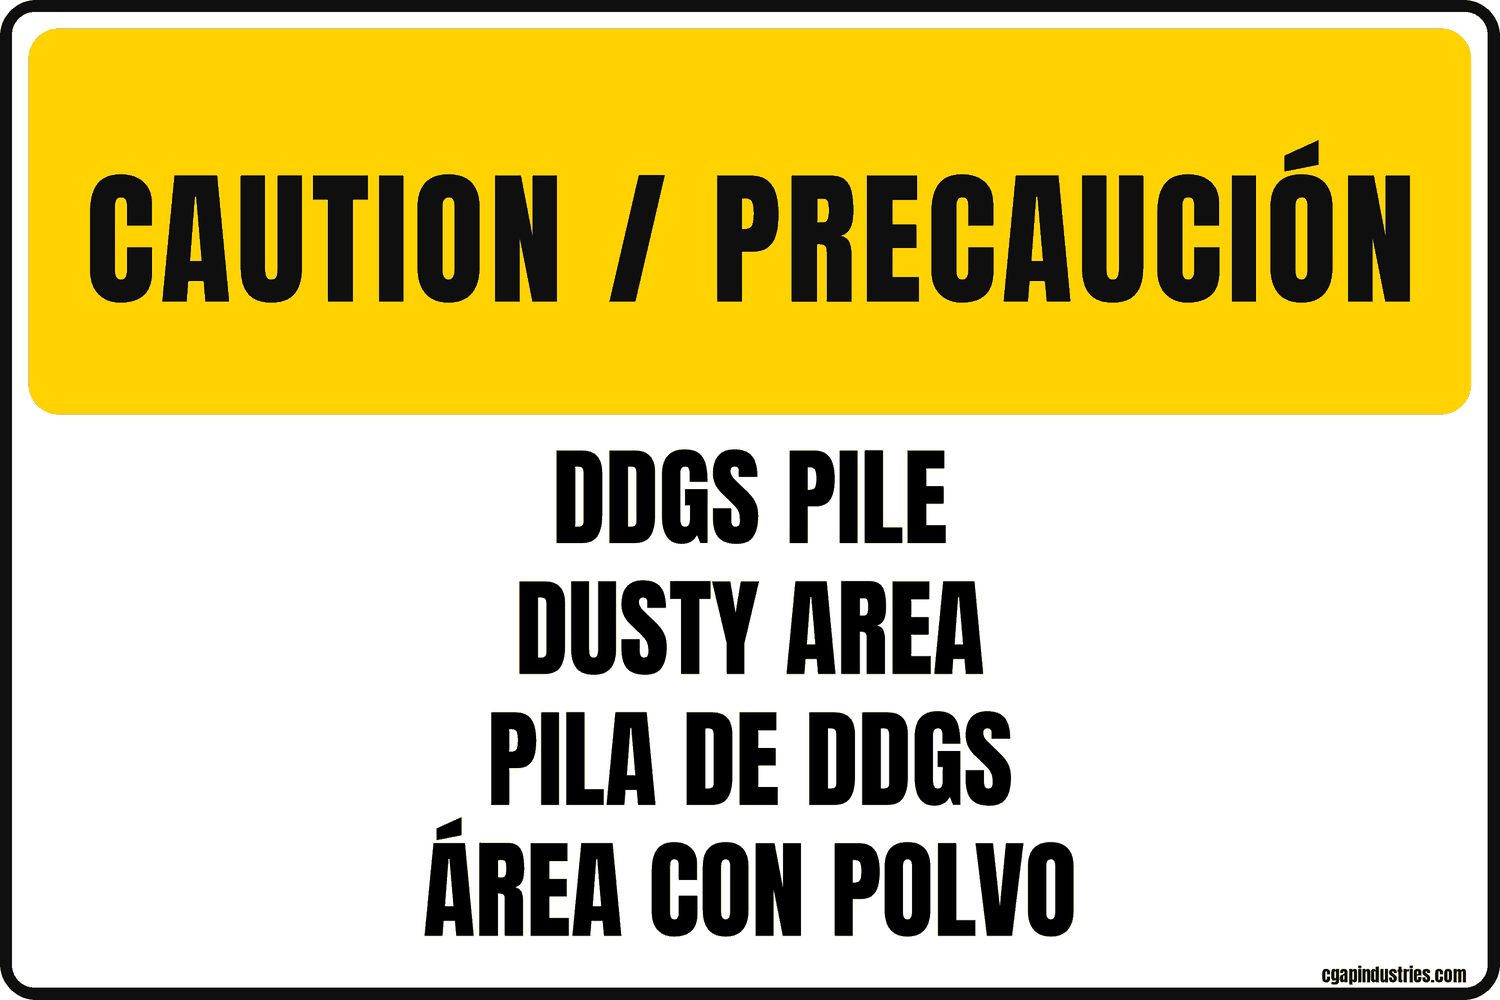 CAUTION / PRECAUCIÓN
DDGS PILE
DUSTY AREA
PILA DE DDGS
ÁREA CON POLVO
cgapindustries.com